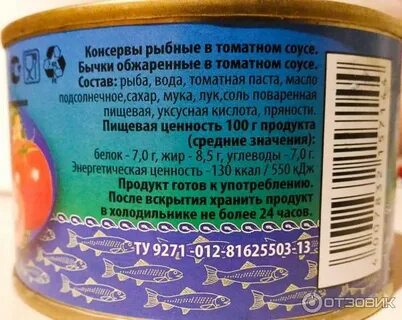 Консервы рыбные в томатном соусе.
Бычки обжаренные в томатном соусе.
Состав: рыба, вода, томатная паста, масло
подсолнечное,сахар, мука, лук,соль поваренная
пищевая, уксусная кислота, пряности.
Пищевая ценность 100 г продукта
(средние значения):
белок - 7,0 г, жир - 8,5 г, углеводы - 7,0 г.
Энергетическая ценность - 130 ккал / 550 кДж
Продукт готов к употреблению.
После вскрытия хранить продукт
в холодильнике не более 24 часов.
ТУ 9271 -012-81625503-13
ОТЗОВИК